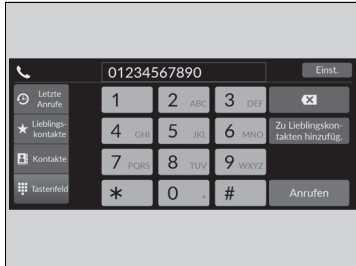 01234567890
Einst.
Letzte
Anrufe
Lieblings-
kontakte
Kontakte
Tastenfeld
1
2 ABC
3 DEF
4 GHI
5 JKL
6 MNO
7 PQRS
8 TUV
9 WXYZ
*
0 +
#
Zu Lieblingskon-
takten hinzufüg.
Anrufen